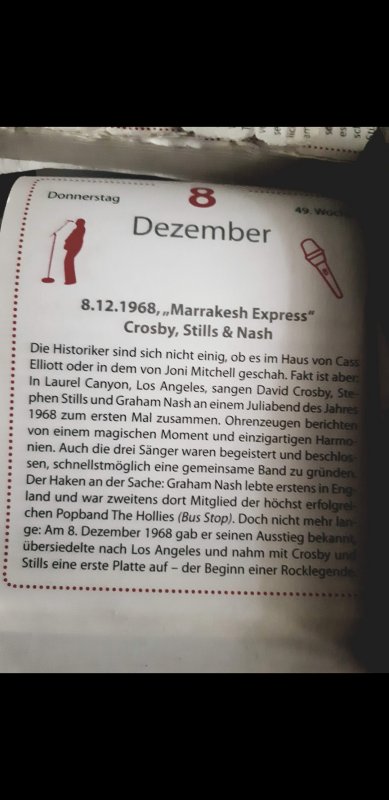 Donnerstag
8
49. Woche
Dezember
8.12.1968, „Marrakesh Express“
Crosby, Stills & Nash
Die Historiker sind sich nicht einig, ob es im Haus von Cass
Elliott oder in dem von Joni Mitchell geschah. Fakt ist aber:
In Laurel Canyon, Los Angeles, sangen David Crosby, Ste-
phen Stills und Graham Nash an einem Juliabend des Jahres
1968 zum ersten Mal zusammen. Ohrenzeugen berichten
von einem magischen Moment und einzigartigen Harmo-
nien. Auch die drei Sänger waren begeistert und beschlos-
sen, schnellstmöglich eine gemeinsame Band zu gründen.
Der Haken an der Sache: Graham Nash lebte erstens in Eng-
land und war zweitens dort Mitglied der höchst erfolgrei-
chen Popband The Hollies (Bus Stop). Doch nicht mehr lan-
ge: Am 8. Dezember 1968 gab er seinen Ausstieg bekannt,
übersiedelte nach Los Angeles und nahm mit Crosby und
Stills eine erste Platte auf – der Beginn einer Rocklegende.